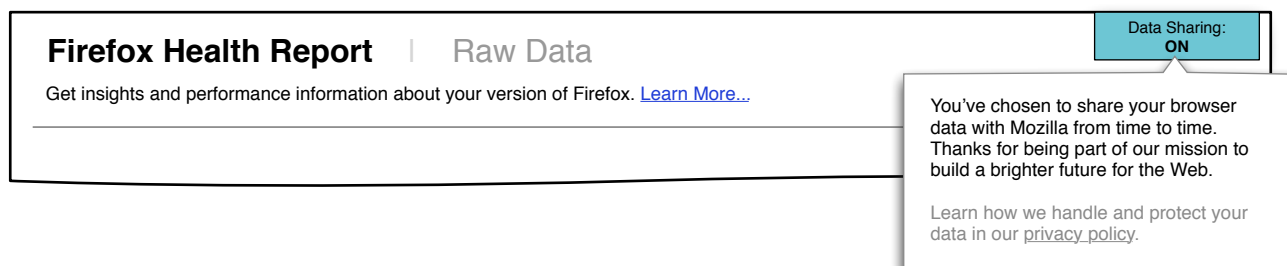 Firefox Health Report | Raw Data
Data Sharing:
ON
Get insights and performance information about your version of Firefox. Learn More...
You’ve chosen to share your browser
data with Mozilla from time to time.
Thanks for being part of our mission to
build a brighter future for the Web.
Learn how we handle and protect your
data in our privacy policy.